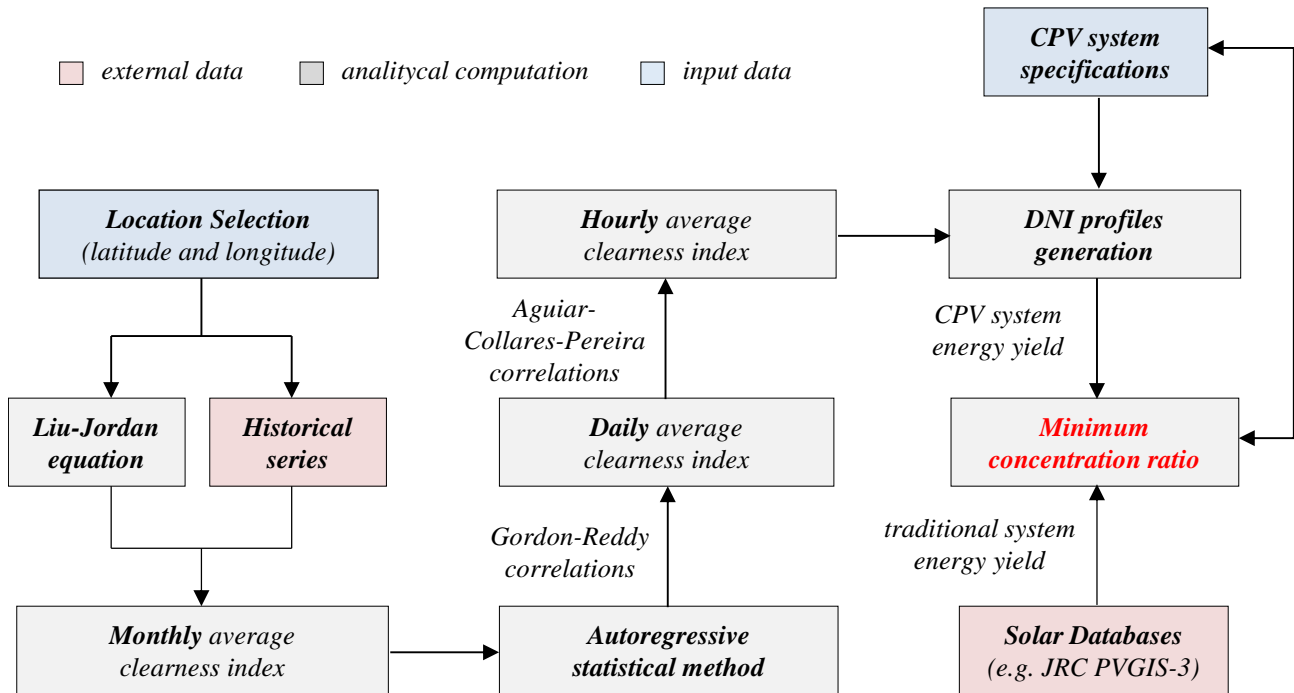 external data
analitycal computation
input data
CPV system
specifications
Location Selection
(latitude and longitude)
Hourly average
clearness index
DNI profiles
generation
Aguiar-
Collares-Pereira
correlations
CPV system
energy yield
Liu-Jordan
equation
Historical
series
Daily average
clearness index
Minimum
concentration ratio
Gordon-Reddy
correlations
traditional system
energy yield
Monthly average
clearness index
Autoregressive
statistical method
Solar Databases
(e.g. JRC PVGIS-3)